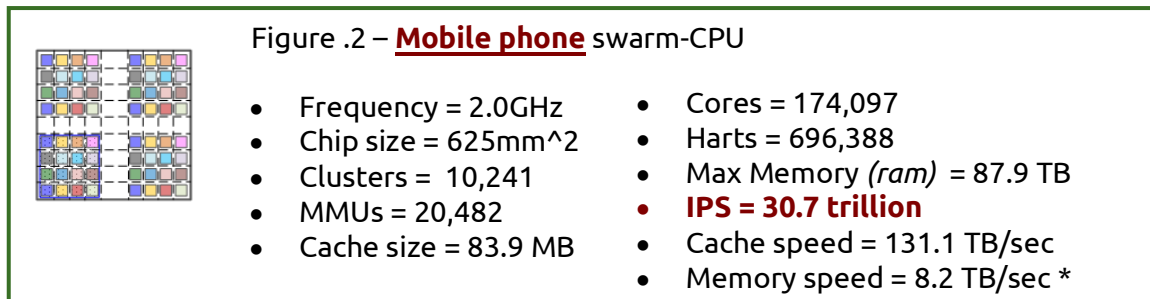 Figure .2 – Mobile phone swarm-CPU
• Frequency = 2.0GHz
• Chip size = 625mm^2
• Clusters =  10,241
• MMUs = 20,482
• Cache size = 83.9 MB
• Cores = 174,097
• Harts = 696,388
• Max Memory (ram)  = 87.9 TB
• IPS = 30.7 trillion
• Cache speed = 131.1 TB/sec
• Memory speed = 8.2 TB/sec *